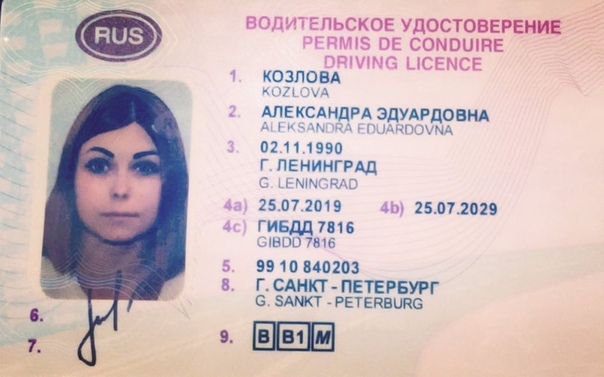 RUS
ВОДИТЕЛЬСКОЕ УДОСТОВЕРЕНИЕ
PERMIS DE CONDUIRE
DRIVING LICENCE
1. КОЗЛОВА
KOZLOVA
2. АЛЕКСАНДРА ЭДУАРДОВНА
ALEKSANDRA EDUARDOVNA
3. 02.11.1990
Г. ЛЕНИНГРАД
G. LENINGRAD
4a) 25.07.2019 4b) 25.07.2029
4c) ГИБДД 7816
GIBDD 7816
5. 99 10 840203
8. Г. САНКТ - ПЕТЕРБУРГ
G. SANKT - PETERBURG
6.
7.
9. B B1 M